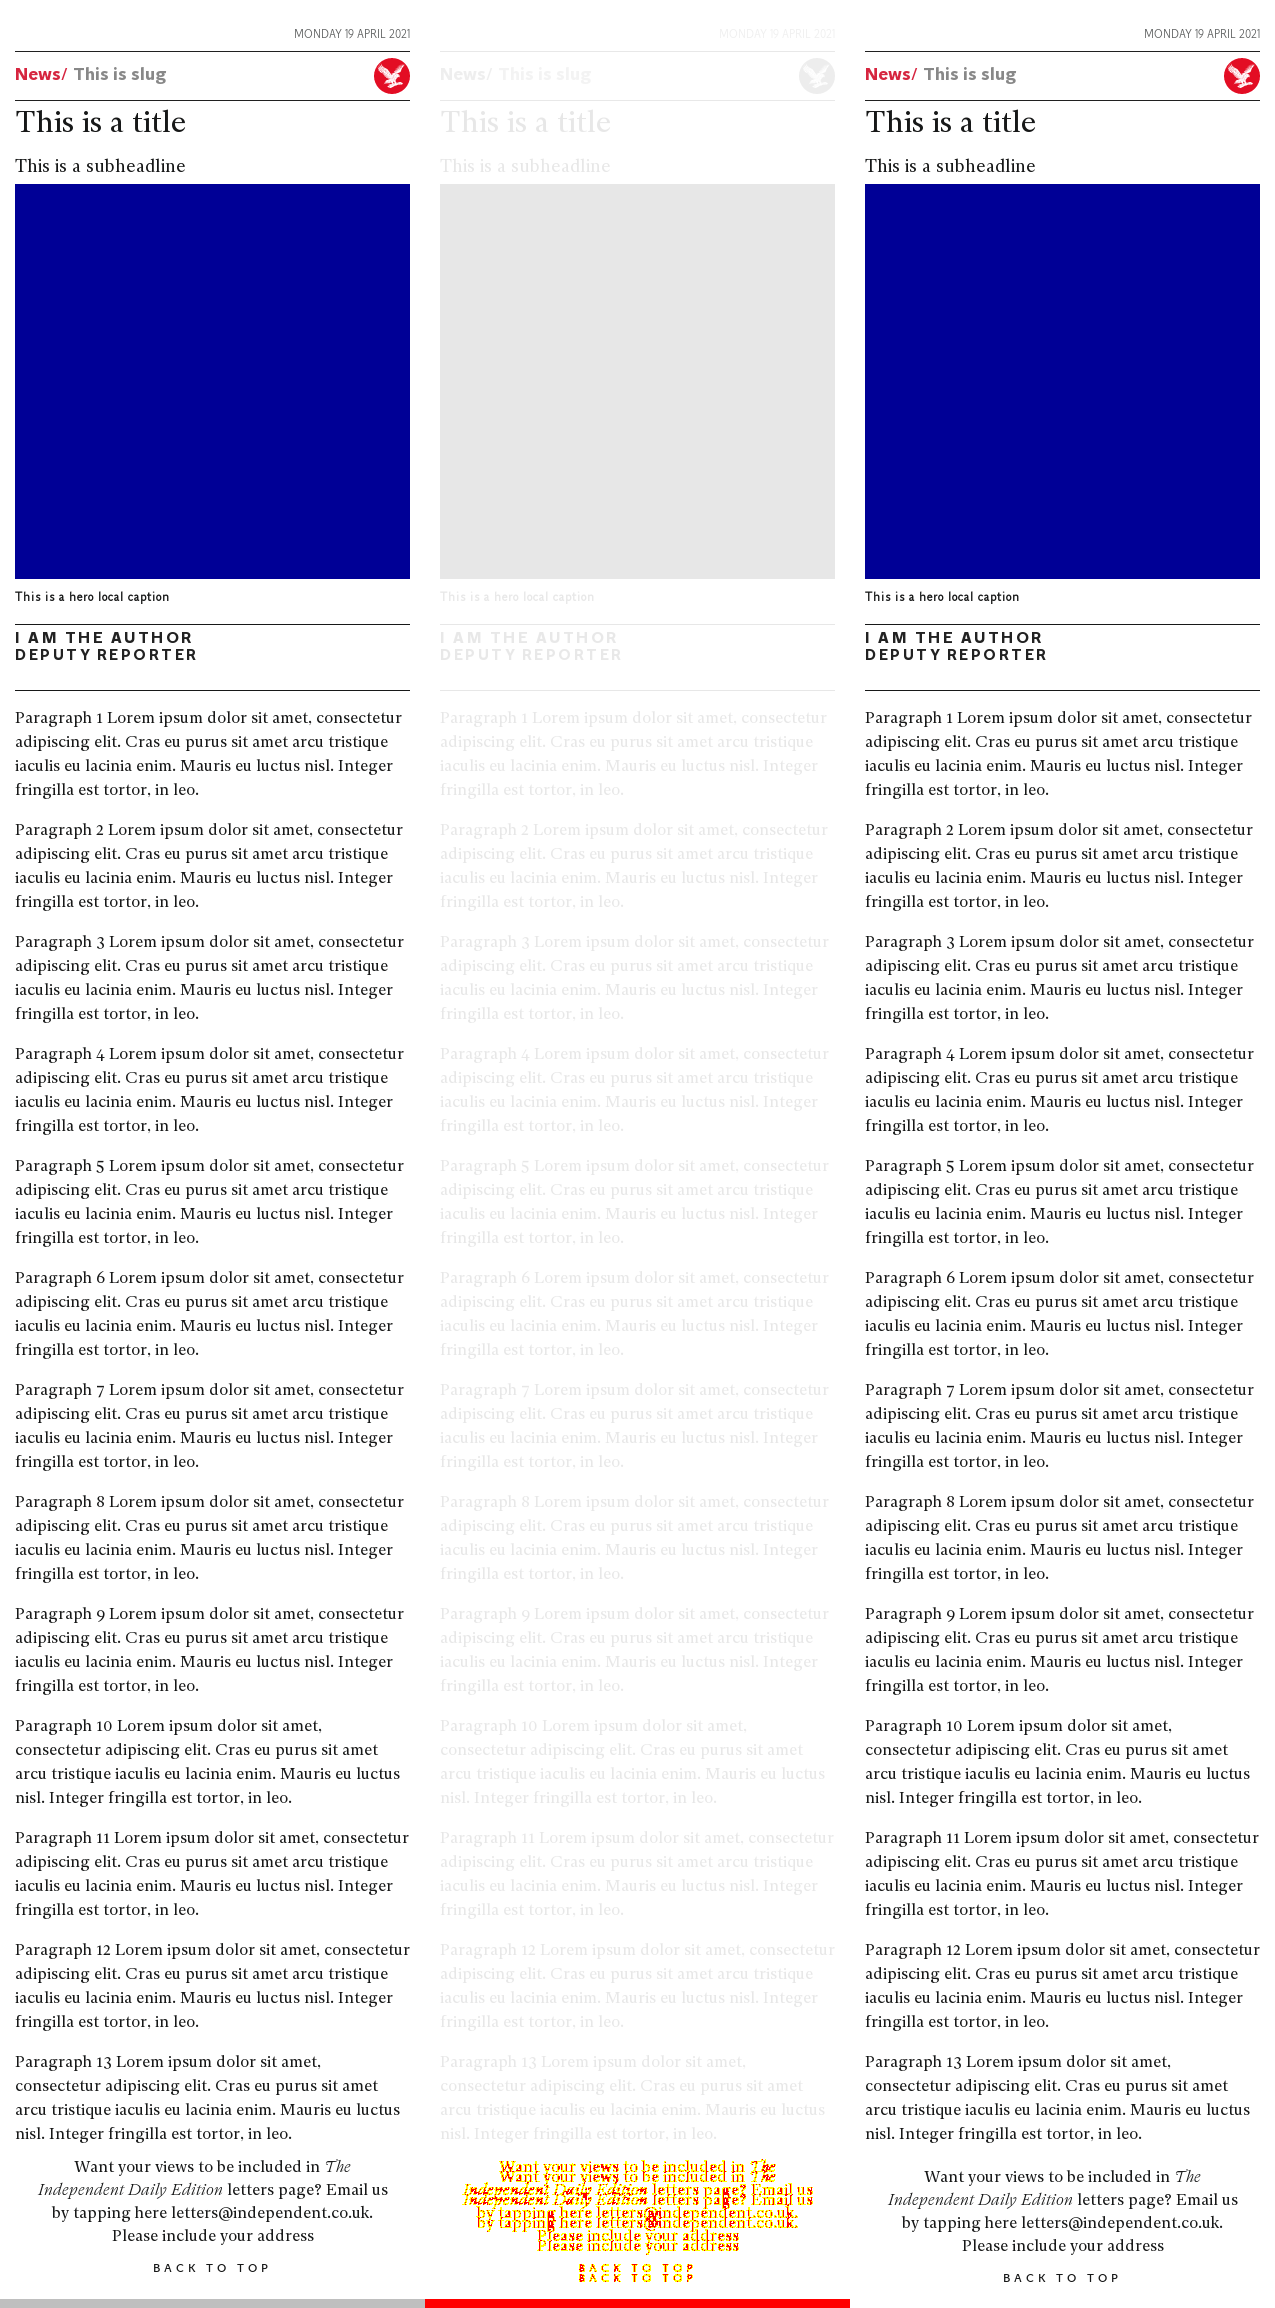 MONDAY 19 APRIL 2021
News/ This is slug
This is a title
This is a subheadline
This is a hero local caption
I AM THE AUTHOR
DEPUTY REPORTER
Paragraph 1 Lorem ipsum dolor sit amet, consectetur
adipiscing elit. Cras eu purus sit amet arcu tristique
iaculis eu lacinia enim. Mauris eu luctus nisl. Integer
fringilla est tortor, in leo.
Paragraph 2 Lorem ipsum dolor sit amet, consectetur
adipiscing elit. Cras eu purus sit amet arcu tristique
iaculis eu lacinia enim. Mauris eu luctus nisl. Integer
fringilla est tortor, in leo.
Paragraph 3 Lorem ipsum dolor sit amet, consectetur
adipiscing elit. Cras eu purus sit amet arcu tristique
iaculis eu lacinia enim. Mauris eu luctus nisl. Integer
fringilla est tortor, in leo.
Paragraph 4 Lorem ipsum dolor sit amet, consectetur
adipiscing elit. Cras eu purus sit amet arcu tristique
iaculis eu lacinia enim. Mauris eu luctus nisl. Integer
fringilla est tortor, in leo.
Paragraph 5 Lorem ipsum dolor sit amet, consectetur
adipiscing elit. Cras eu purus sit amet arcu tristique
iaculis eu lacinia enim. Mauris eu luctus nisl. Integer
fringilla est tortor, in leo.
Paragraph 6 Lorem ipsum dolor sit amet, consectetur
adipiscing elit. Cras eu purus sit amet arcu tristique
iaculis eu lacinia enim. Mauris eu luctus nisl. Integer
fringilla est tortor, in leo.
Paragraph 7 Lorem ipsum dolor sit amet, consectetur
adipiscing elit. Cras eu purus sit amet arcu tristique
iaculis eu lacinia enim. Mauris eu luctus nisl. Integer
fringilla est tortor, in leo.
Paragraph 8 Lorem ipsum dolor sit amet, consectetur
adipiscing elit. Cras eu purus sit amet arcu tristique
iaculis eu lacinia enim. Mauris eu luctus nisl. Integer
fringilla est tortor, in leo.
Paragraph 9 Lorem ipsum dolor sit amet, consectetur
adipiscing elit. Cras eu purus sit amet arcu tristique
iaculis eu lacinia enim. Mauris eu luctus nisl. Integer
fringilla est tortor, in leo.
Paragraph 10 Lorem ipsum dolor sit amet,
consectetur adipiscing elit. Cras eu purus sit amet
arcu tristique iaculis eu lacinia enim. Mauris eu luctus
nisl. Integer fringilla est tortor, in leo.
Paragraph 11 Lorem ipsum dolor sit amet, consectetur
adipiscing elit. Cras eu purus sit amet arcu tristique
iaculis eu lacinia enim. Mauris eu luctus nisl. Integer
fringilla est tortor, in leo.
Paragraph 12 Lorem ipsum dolor sit amet, consectetur
adipiscing elit. Cras eu purus sit amet arcu tristique
iaculis eu lacinia enim. Mauris eu luctus nisl. Integer
fringilla est tortor, in leo.
Paragraph 13 Lorem ipsum dolor sit amet,
consectetur adipiscing elit. Cras eu purus sit amet
arcu tristique iaculis eu lacinia enim. Mauris eu luctus
nisl. Integer fringilla est tortor, in leo.
Want your views to be included in The
Independent Daily Edition letters page? Email us
by tapping here letters@independent.co.uk.
Please include your address
BACK TO TOP
MONDAY 19 APRIL 2021
News/ This is slug
This is a title
This is a subheadline
This is a hero local caption
I AM THE AUTHOR
DEPUTY REPORTER
Paragraph 1 Lorem ipsum dolor sit amet, consectetur
adipiscing elit. Cras eu purus sit amet arcu tristique
iaculis eu lacinia enim. Mauris eu luctus nisl. Integer
fringilla est tortor, in leo.
Paragraph 2 Lorem ipsum dolor sit amet, consectetur
adipiscing elit. Cras eu purus sit amet arcu tristique
iaculis eu lacinia enim. Mauris eu luctus nisl. Integer
fringilla est tortor, in leo.
Paragraph 3 Lorem ipsum dolor sit amet, consectetur
adipiscing elit. Cras eu purus sit amet arcu tristique
iaculis eu lacinia enim. Mauris eu luctus nisl. Integer
fringilla est tortor, in leo.
Paragraph 4 Lorem ipsum dolor sit amet, consectetur
adipiscing elit. Cras eu purus sit amet arcu tristique
iaculis eu lacinia enim. Mauris eu luctus nisl. Integer
fringilla est tortor, in leo.
Paragraph 5 Lorem ipsum dolor sit amet, consectetur
adipiscing elit. Cras eu purus sit amet arcu tristique
iaculis eu lacinia enim. Mauris eu luctus nisl. Integer
fringilla est tortor, in leo.
Paragraph 6 Lorem ipsum dolor sit amet, consectetur
adipiscing elit. Cras eu purus sit amet arcu tristique
iaculis eu lacinia enim. Mauris eu luctus nisl. Integer
fringilla est tortor, in leo.
Paragraph 7 Lorem ipsum dolor sit amet, consectetur
adipiscing elit. Cras eu purus sit amet arcu tristique
iaculis eu lacinia enim. Mauris eu luctus nisl. Integer
fringilla est tortor, in leo.
Paragraph 8 Lorem ipsum dolor sit amet, consectetur
adipiscing elit. Cras eu purus sit amet arcu tristique
iaculis eu lacinia enim. Mauris eu luctus nisl. Integer
fringilla est tortor, in leo.
Paragraph 9 Lorem ipsum dolor sit amet, consectetur
adipiscing elit. Cras eu purus sit amet arcu tristique
iaculis eu lacinia enim. Mauris eu luctus nisl. Integer
fringilla est tortor, in leo.
Paragraph 10 Lorem ipsum dolor sit amet,
consectetur adipiscing elit. Cras eu purus sit amet
arcu tristique iaculis eu lacinia enim. Mauris eu luctus
nisl. Integer fringilla est tortor, in leo.
Paragraph 11 Lorem ipsum dolor sit amet, consectetur
adipiscing elit. Cras eu purus sit amet arcu tristique
iaculis eu lacinia enim. Mauris eu luctus nisl. Integer
fringilla est tortor, in leo.
Paragraph 12 Lorem ipsum dolor sit amet, consectetur
adipiscing elit. Cras eu purus sit amet arcu tristique
iaculis eu lacinia enim. Mauris eu luctus nisl. Integer
fringilla est tortor, in leo.
Paragraph 13 Lorem ipsum dolor sit amet,
consectetur adipiscing elit. Cras eu purus sit amet
arcu tristique iaculis eu lacinia enim. Mauris eu luctus
nisl. Integer fringilla est tortor, in leo.
Want your views to be included in The
Want your views to be included in The
Independent Daily Edition letters page? Email us
Independent Daily Edition letters page? Email us
by tapping here letters@independent.co.uk.
by tapping here letters@independent.co.uk.
Please include your address
Please include your address
BACK TO TOP
BACK TO TOP
MONDAY 19 APRIL 2021
News/ This is slug
This is a title
This is a subheadline
This is a hero local caption
I AM THE AUTHOR
DEPUTY REPORTER
Paragraph 1 Lorem ipsum dolor sit amet, consectetur
adipiscing elit. Cras eu purus sit amet arcu tristique
iaculis eu lacinia enim. Mauris eu luctus nisl. Integer
fringilla est tortor, in leo.
Paragraph 2 Lorem ipsum dolor sit amet, consectetur
adipiscing elit. Cras eu purus sit amet arcu tristique
iaculis eu lacinia enim. Mauris eu luctus nisl. Integer
fringilla est tortor, in leo.
Paragraph 3 Lorem ipsum dolor sit amet, consectetur
adipiscing elit. Cras eu purus sit amet arcu tristique
iaculis eu lacinia enim. Mauris eu luctus nisl. Integer
fringilla est tortor, in leo.
Paragraph 4 Lorem ipsum dolor sit amet, consectetur
adipiscing elit. Cras eu purus sit amet arcu tristique
iaculis eu lacinia enim. Mauris eu luctus nisl. Integer
fringilla est tortor, in leo.
Paragraph 5 Lorem ipsum dolor sit amet, consectetur
adipiscing elit. Cras eu purus sit amet arcu tristique
iaculis eu lacinia enim. Mauris eu luctus nisl. Integer
fringilla est tortor, in leo.
Paragraph 6 Lorem ipsum dolor sit amet, consectetur
adipiscing elit. Cras eu purus sit amet arcu tristique
iaculis eu lacinia enim. Mauris eu luctus nisl. Integer
fringilla est tortor, in leo.
Paragraph 7 Lorem ipsum dolor sit amet, consectetur
adipiscing elit. Cras eu purus sit amet arcu tristique
iaculis eu lacinia enim. Mauris eu luctus nisl. Integer
fringilla est tortor, in leo.
Paragraph 8 Lorem ipsum dolor sit amet, consectetur
adipiscing elit. Cras eu purus sit amet arcu tristique
iaculis eu lacinia enim. Mauris eu luctus nisl. Integer
fringilla est tortor, in leo.
Paragraph 9 Lorem ipsum dolor sit amet, consectetur
adipiscing elit. Cras eu purus sit amet arcu tristique
iaculis eu lacinia enim. Mauris eu luctus nisl. Integer
fringilla est tortor, in leo.
Paragraph 10 Lorem ipsum dolor sit amet,
consectetur adipiscing elit. Cras eu purus sit amet
arcu tristique iaculis eu lacinia enim. Mauris eu luctus
nisl. Integer fringilla est tortor, in leo.
Paragraph 11 Lorem ipsum dolor sit amet, consectetur
adipiscing elit. Cras eu purus sit amet arcu tristique
iaculis eu lacinia enim. Mauris eu luctus nisl. Integer
fringilla est tortor, in leo.
Paragraph 12 Lorem ipsum dolor sit amet, consectetur
adipiscing elit. Cras eu purus sit amet arcu tristique
iaculis eu lacinia enim. Mauris eu luctus nisl. Integer
fringilla est tortor, in leo.
Paragraph 13 Lorem ipsum dolor sit amet,
consectetur adipiscing elit. Cras eu purus sit amet
arcu tristique iaculis eu lacinia enim. Mauris eu luctus
nisl. Integer fringilla est tortor, in leo.
Want your views to be included in The
Independent Daily Edition letters page? Email us
by tapping here letters@independent.co.uk.
Please include your address
BACK TO TOP